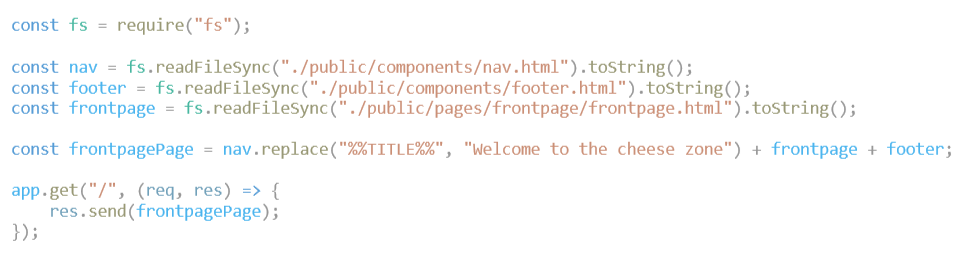 const fs = require("fs");
const nav = fs.readFileSync("./public/components/nav.html").toString();
const footer = fs.readFileSync("./public/components/footer.html").toString();
const frontpage = fs.readFileSync("./public/pages/frontpage/frontpage.html").toString();
const frontpagePage = nav.replace("%%TITLE%%", "Welcome to the cheese zone") + frontpage + footer;
app.get("/", (req, res) => {
    res.send(frontpagePage);
});